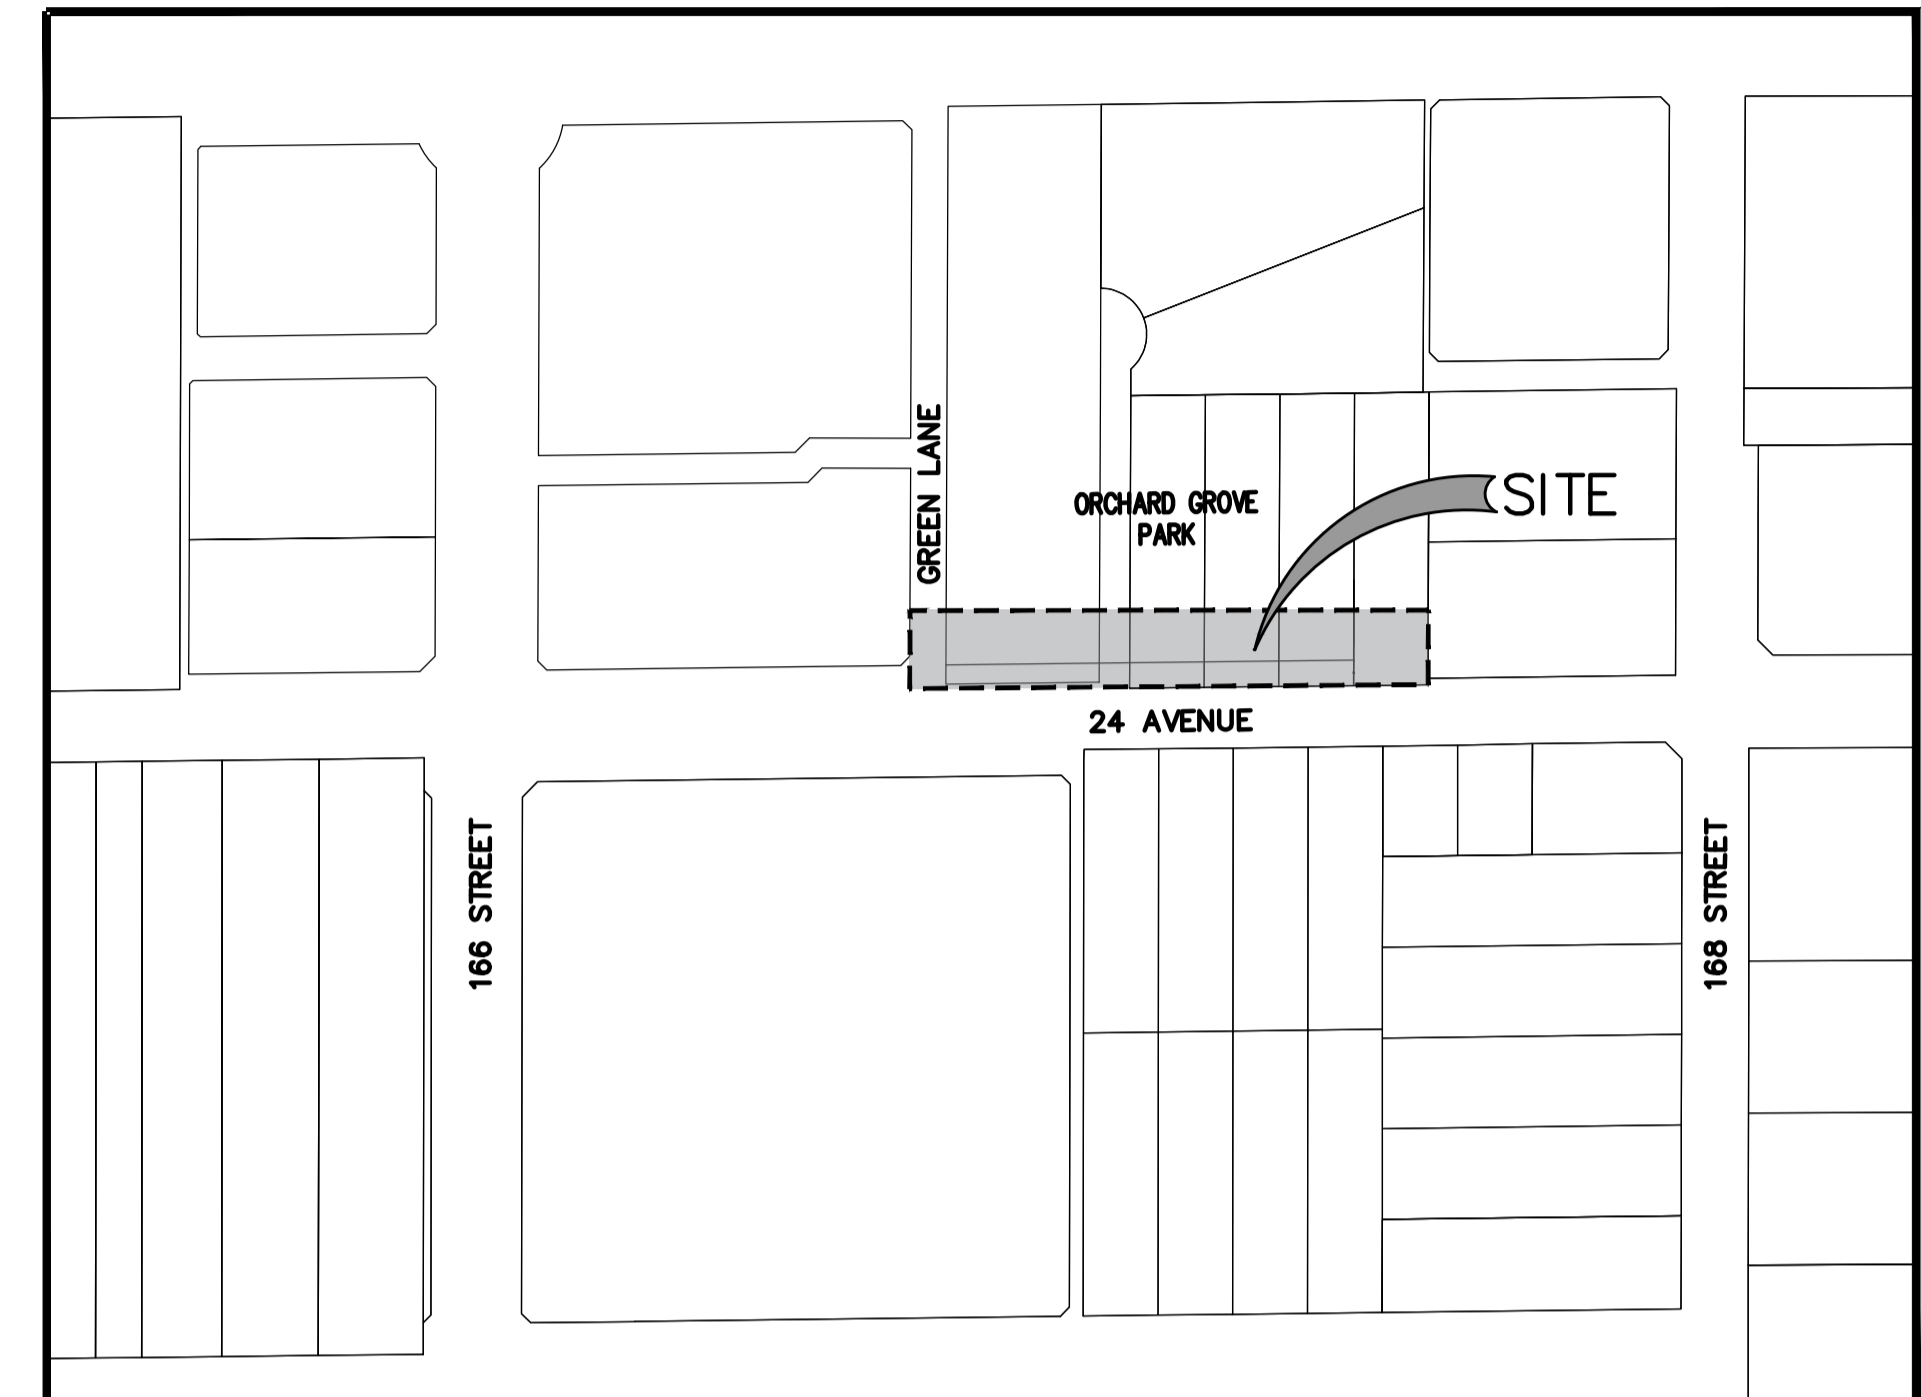 GREEN LANE
ORCHARD GROVE
PARK
SITE
24 AVENUE
166 STREET
168 STREET